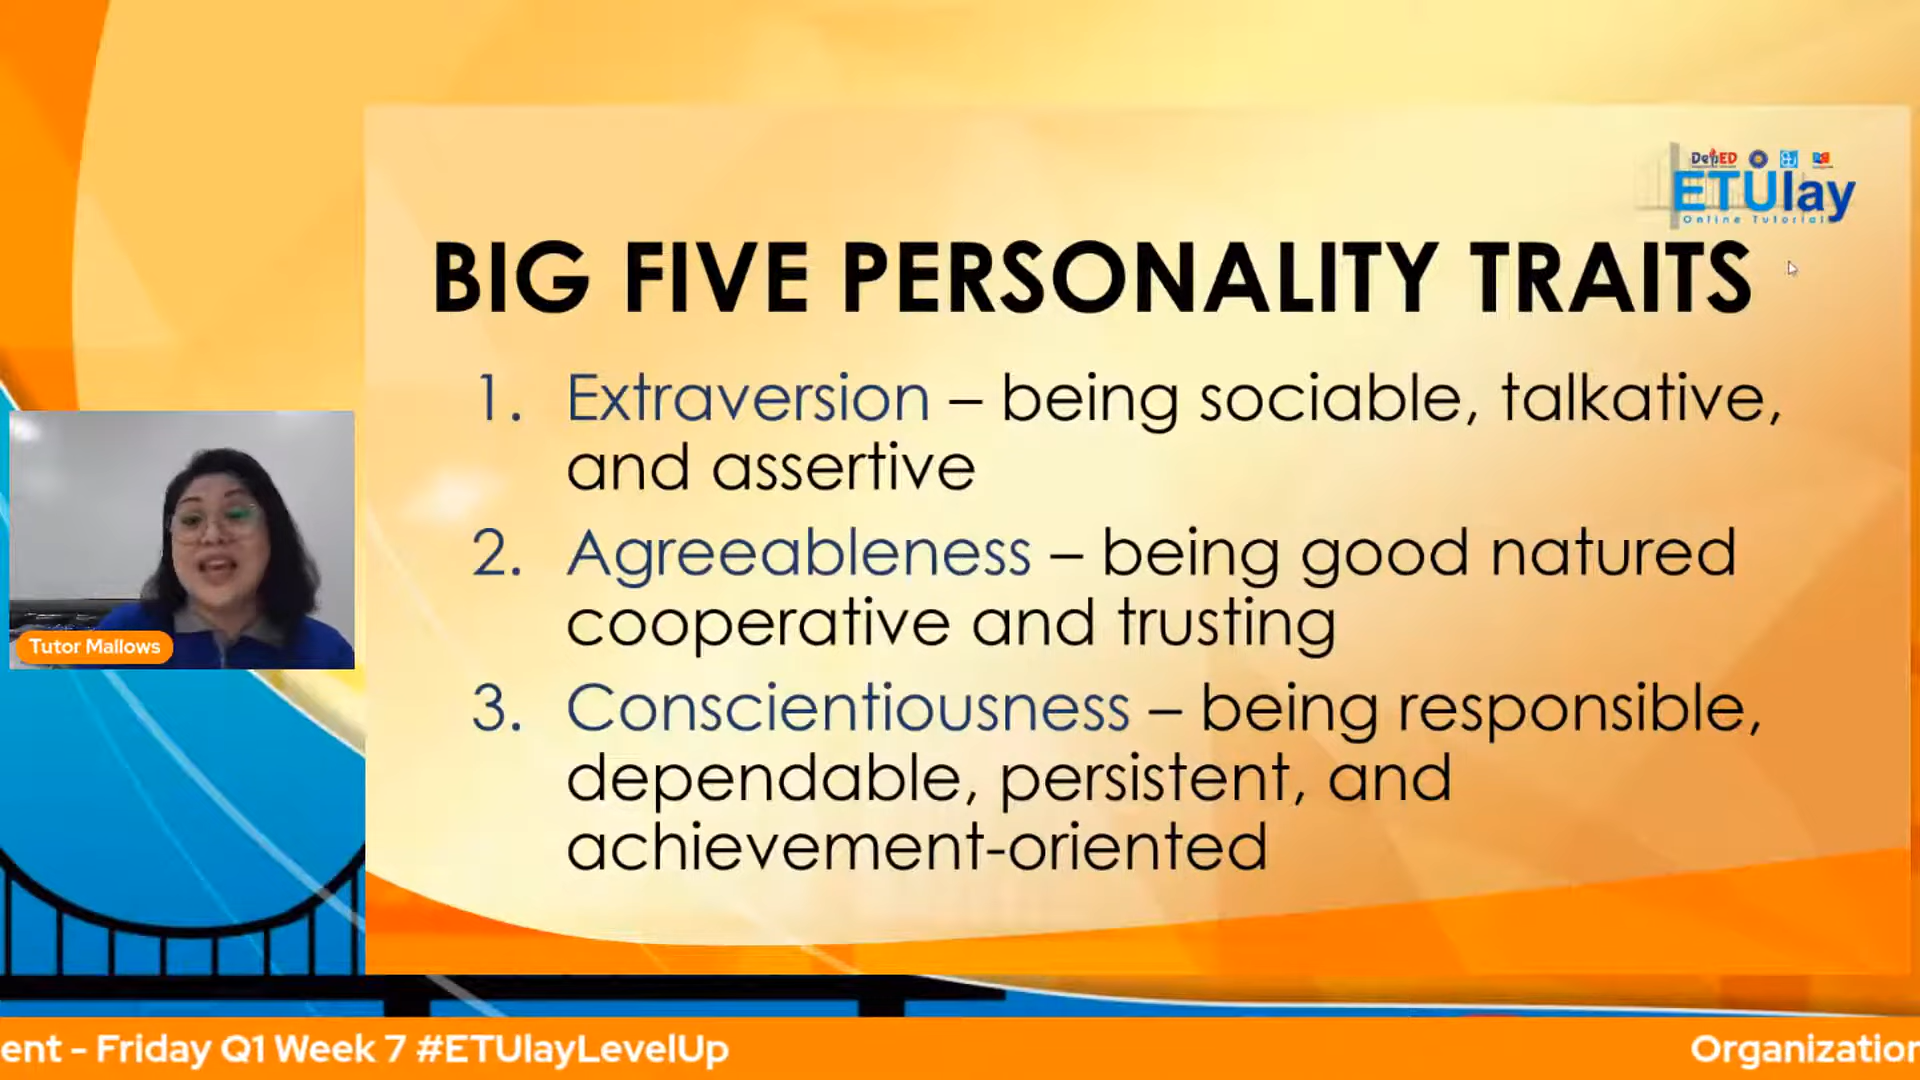 DepED
ETUlay
Online Tutorial
BIG FIVE PERSONALITY TRAITS
1. Extraversion – being sociable, talkative,
and assertive
2. Agreeableness – being good natured
cooperative and trusting
3. Conscientiousness – being responsible,
dependable, persistent, and
achievement-oriented
Tutor Mallows
ent - Friday Q1 Week 7 #ETUlayLevelUp
Organization